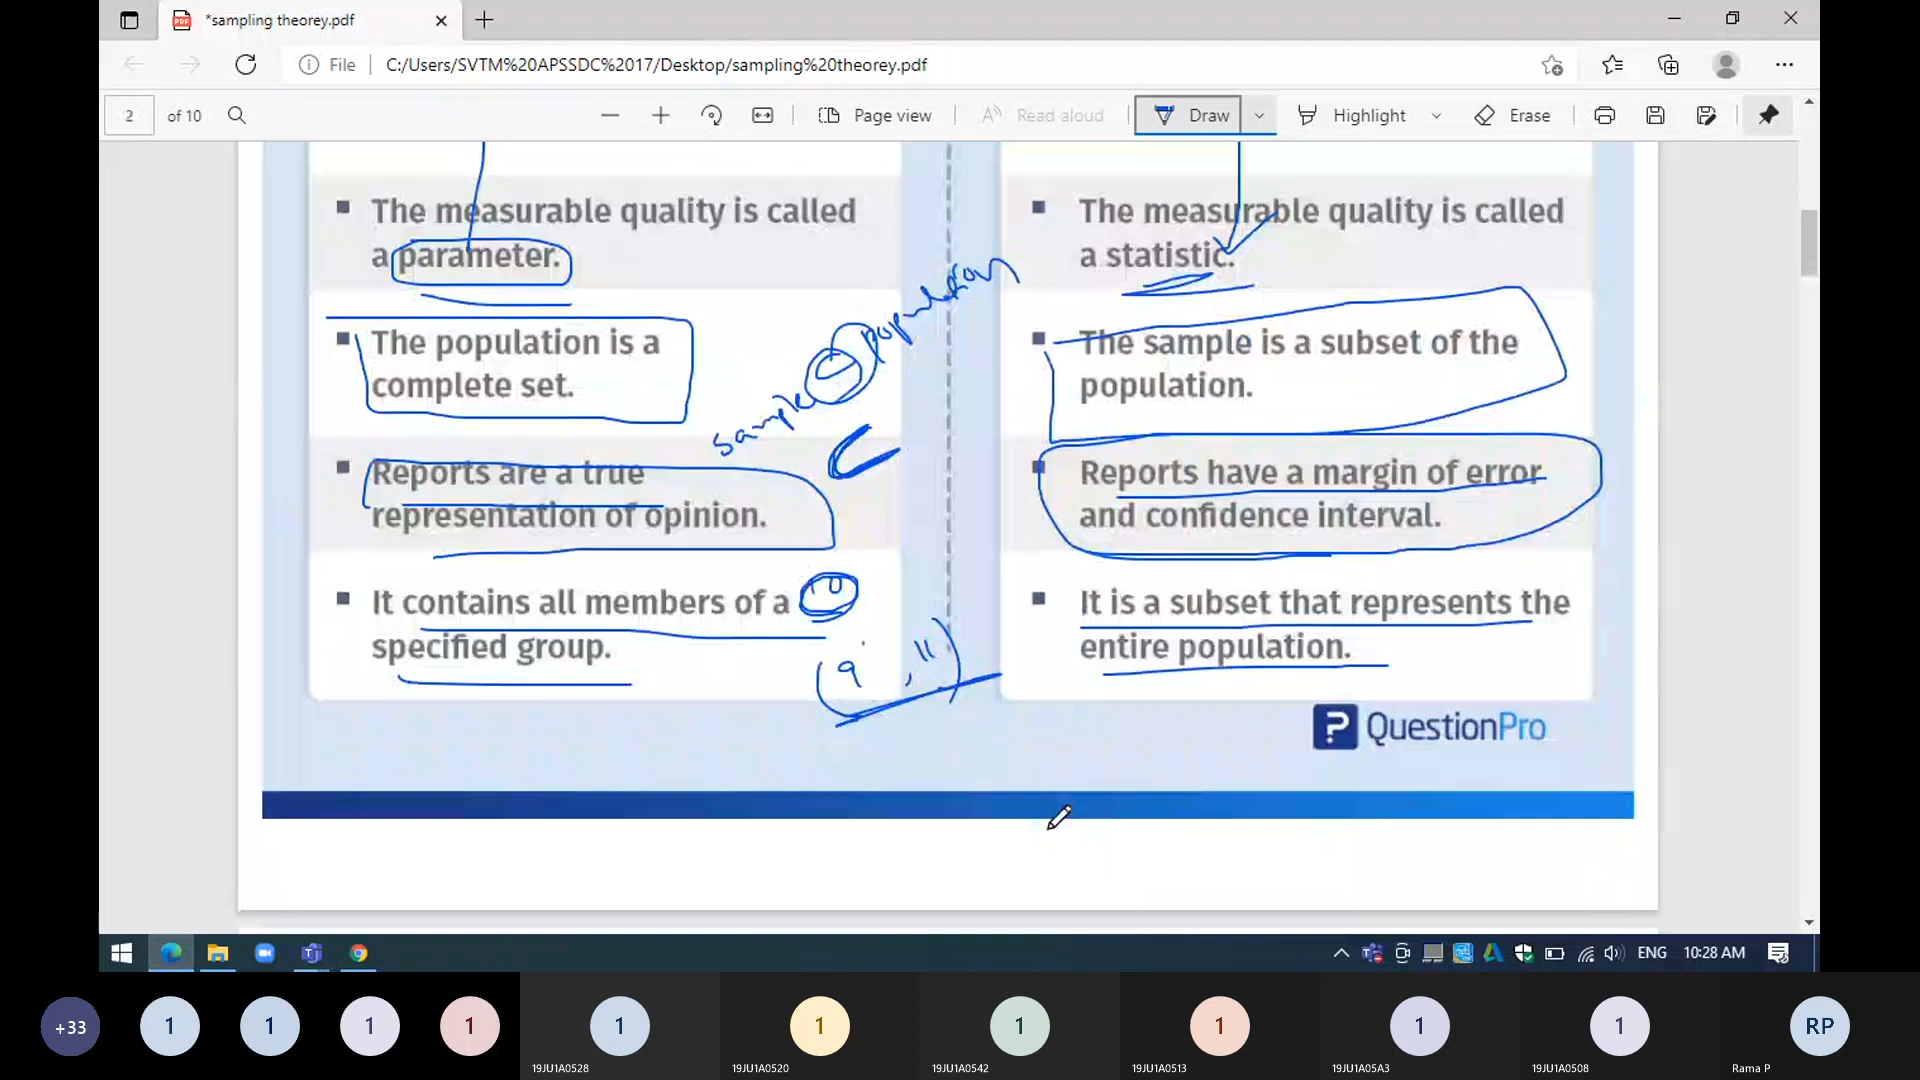 *sampling theorey.pdf
File C:/Users/SVTM%20APSSDC%2017/Desktop/sampling%20theorey.pdf
2 of 10 Page view Read aloud Draw Highlight Erase
The measurable quality is called
a parameter.
The population is a
complete set.
Reports are a true
representation of opinion.
It contains all members of a
specified group.
sample
population
10
(9, 11)
The measurable quality is called
a statistic.
The sample is a subset of the
population.
Reports have a margin of error
and confidence interval.
It is a subset that represents the
entire population.
? QuestionPro
ENG 10:28 AM
+33 1 1 1 1 1 1 1 1 1 1 RP
19JU1A0528 19JU1A0520 19JU1A0542 19JU1A0513 19JU1A05A3 19JU1A0508 Rama P